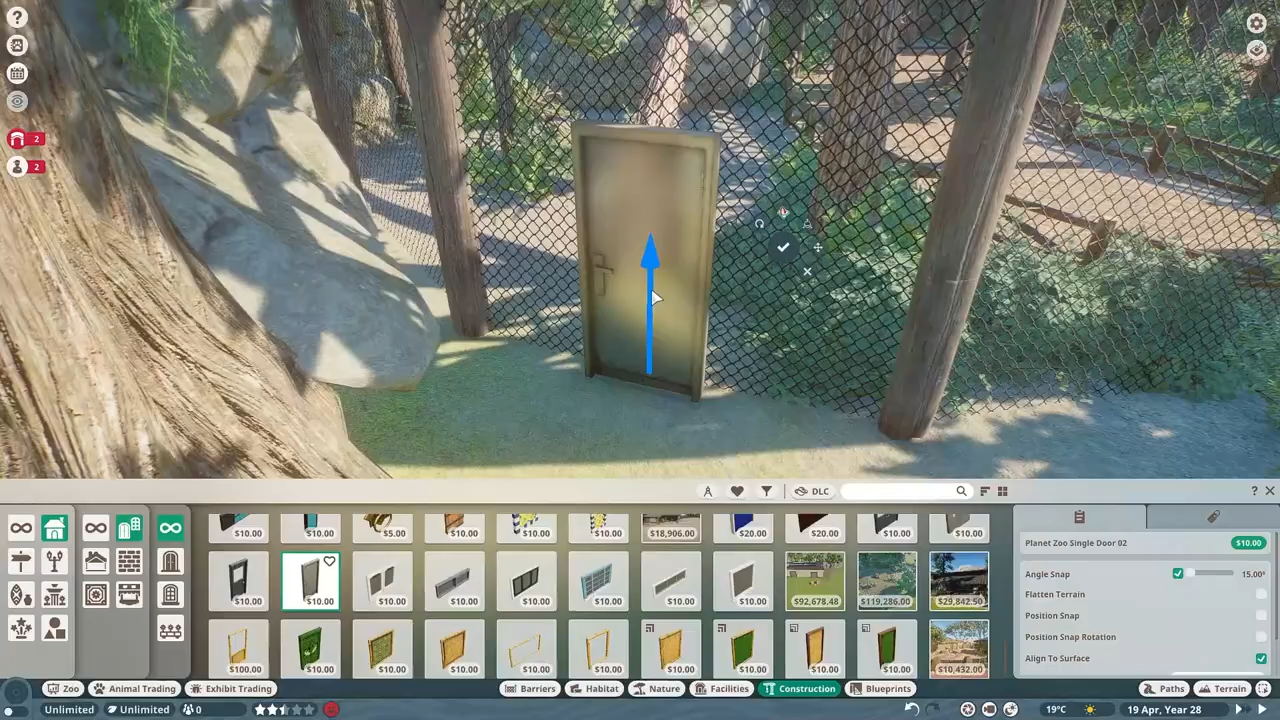 ?
2
2
DLC
?
$10.00 $10.00 $5.00 $10.00 $10.00 $10.00 $18,906.00 $20.00 $20.00 $10.00 $10.00
$10.00 $10.00 $10.00 $10.00 $10.00 $10.00 $10.00 $10.00 $92,678.48 $119,286.00 $29,842.50
$100.00 $10.00 $10.00 $10.00 $10.00 $10.00 $10.00 $10.00 $10.00 $10.00 $10,432.00
Planet Zoo Single Door 02 $10.00
Angle Snap 15.00°
Flatten Terrain
Position Snap
Position Snap Rotation
Align To Surface
Zoo Animal Trading Exhibit Trading Barriers Habitat Nature Facilities Construction Blueprints Paths Terrain
Unlimited Unlimited 0 19°C 19 Apr, Year 28